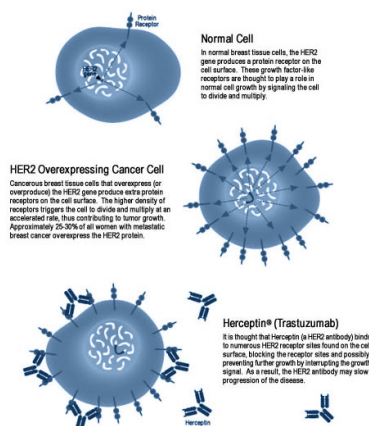 Protein
Receptor
HER2
gene
Normal Cell
In normal breast tissue cells, the HER2
gene produces a protein receptor on the
cell surface. These growth factor-like
receptors are thought to play a role in
normal cell growth by signaling the cell
to divide and multiply.
HER2 Overexpressing Cancer Cell
Cancerous breast tissue cells that overexpress (or
overproduce) the HER2 gene produce extra protein
receptors on the cell surface. The higher density of
receptors triggers the cell to divide and multiply at an
accelerated rate, thus contributing to tumor growth.
Approximately 25-30% of all women with metastatic
breast cancer overexpress the HER2 protein.
Herceptin® (Trastuzumab)
It is thought that Herceptin (a HER2 antibody) binds
to numerous HER2 receptor sites found on the cell
surface, blocking the receptor sites and possibly
preventing further growth by interrupting the growth
signal. As a result, the HER2 antibody may slow
progression of the disease.
Herceptin